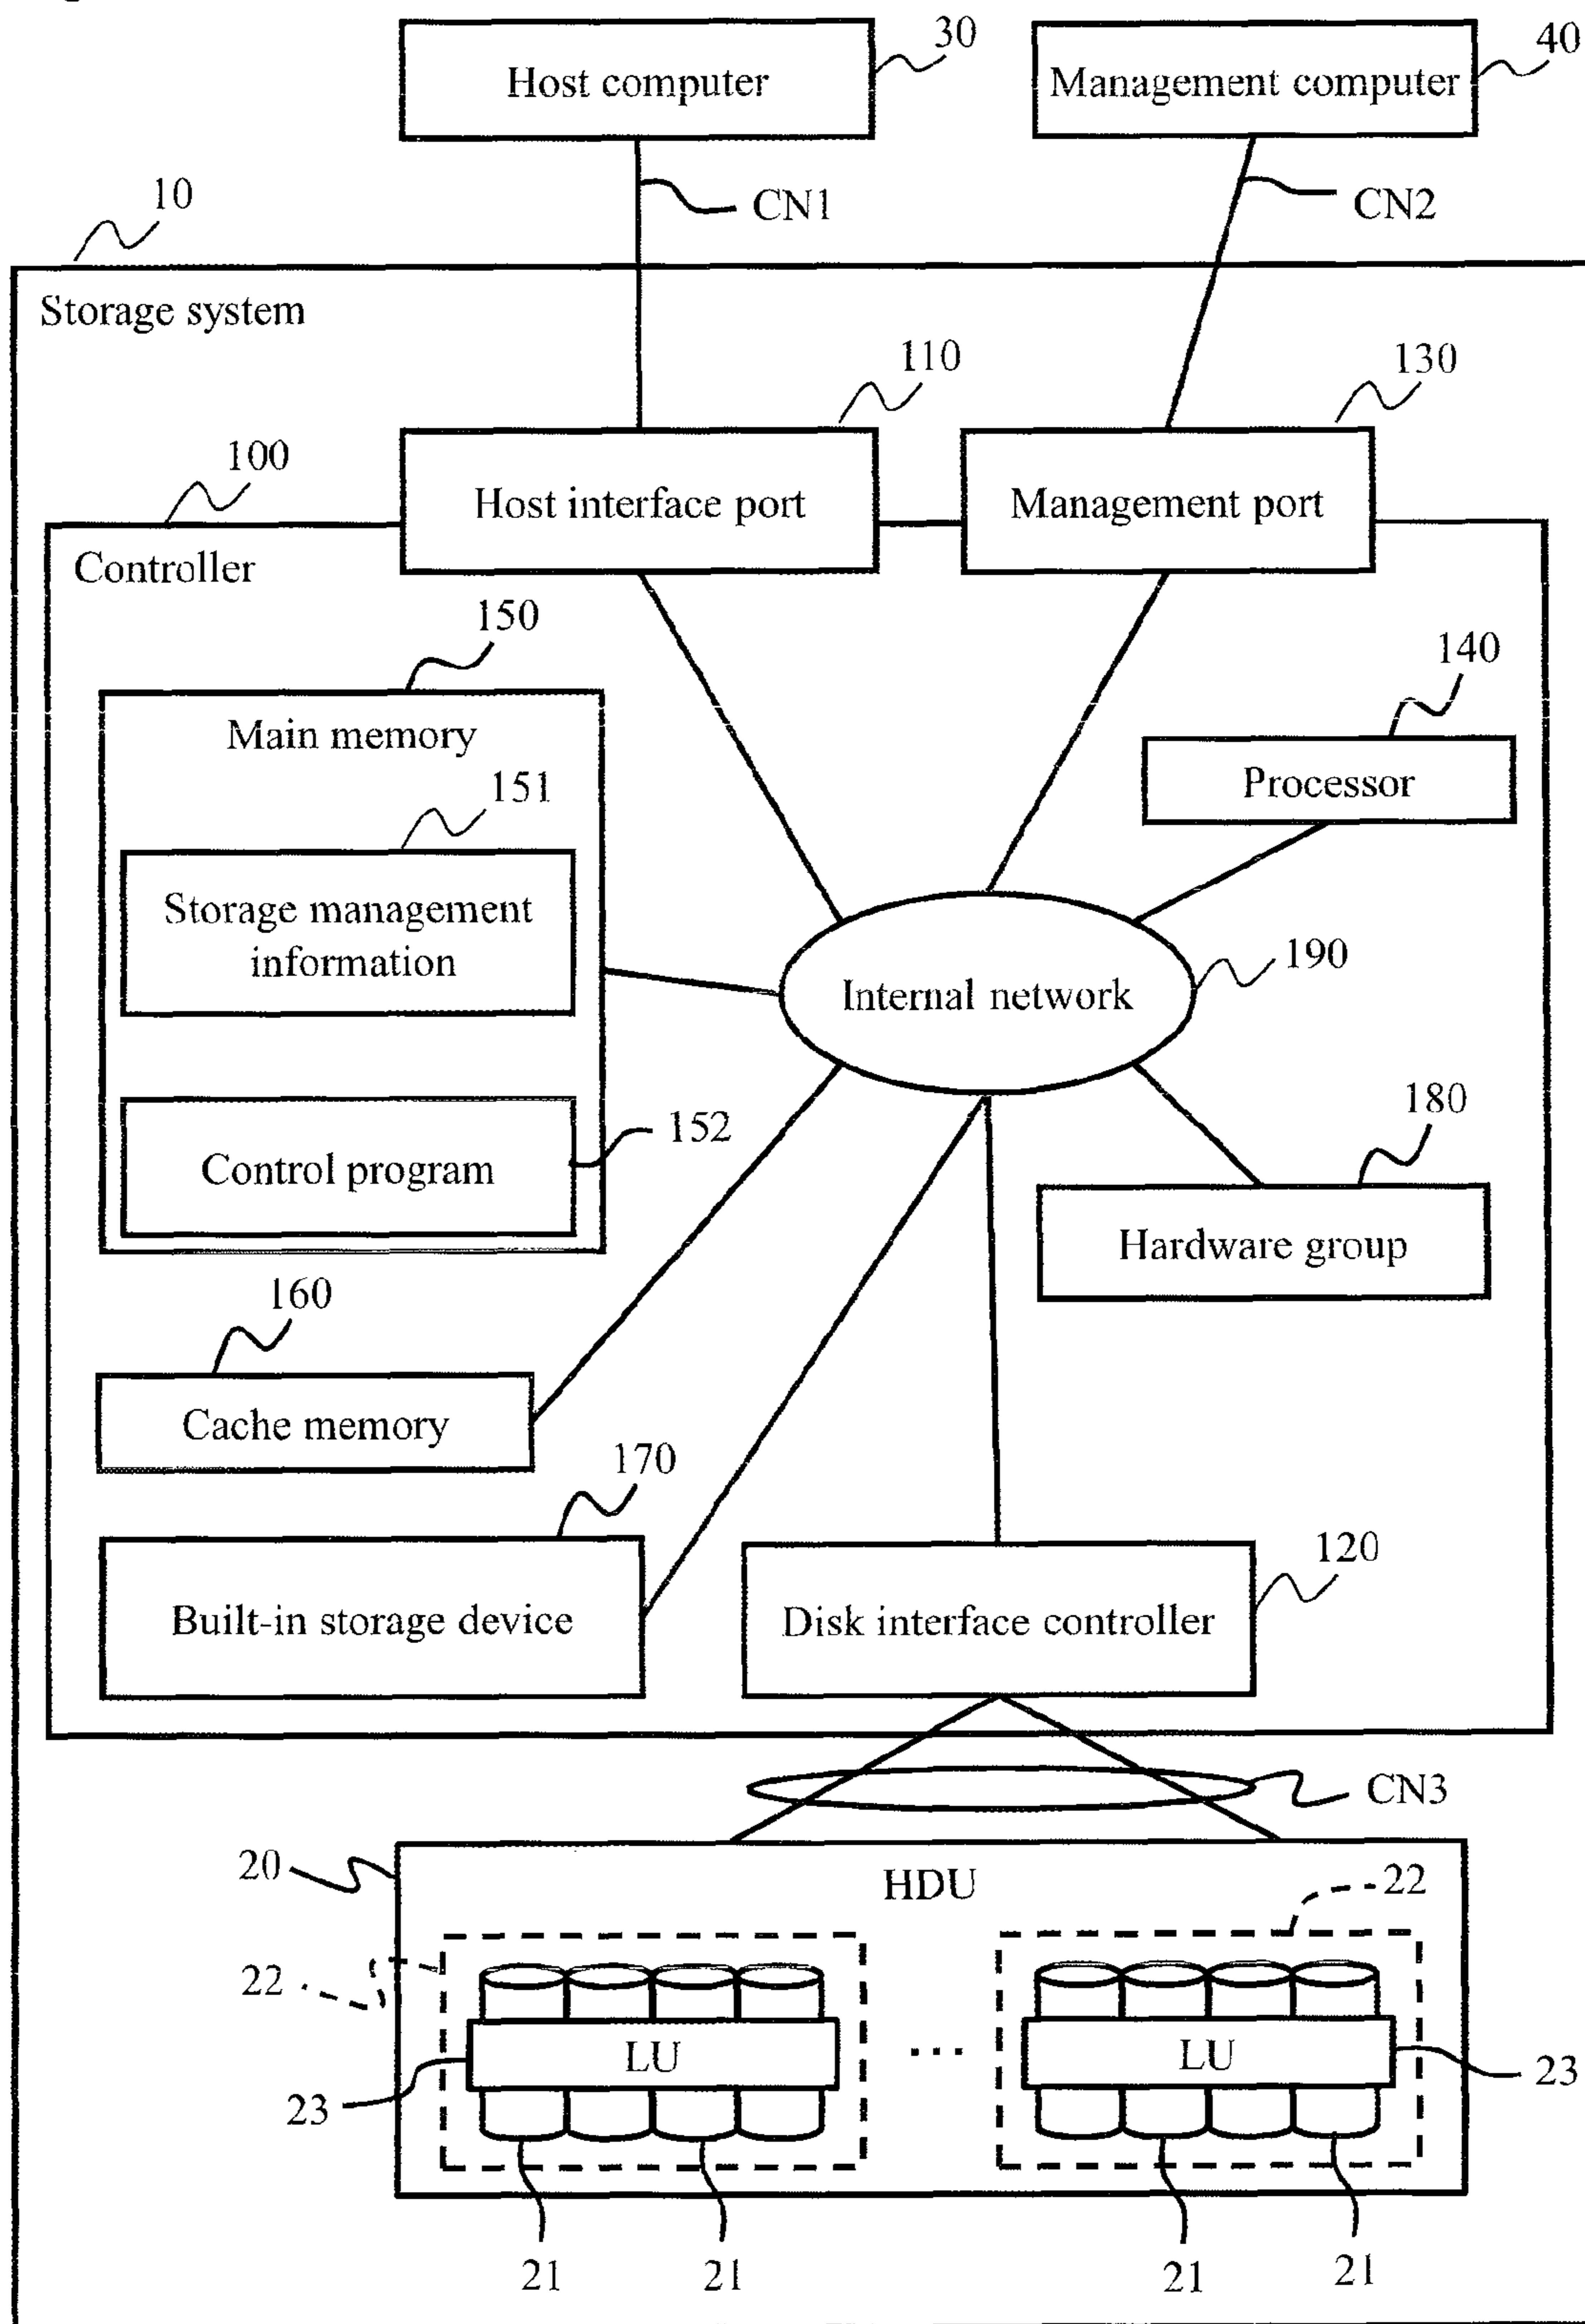 30
40
Host computer
Management computer
10
CN1
CN2
Storage system
110
130
100
Host interface port
Management port
Controller
150
140
Main memory
Processor
151
Storage management
information
190
Internal network
180
152
Control program
Hardware group
160
Cache memory
170
120
Built-in storage device
Disk interface controller
CN3
20
HDU
22
22
LU
...
LU
23
23
21
21
21
21